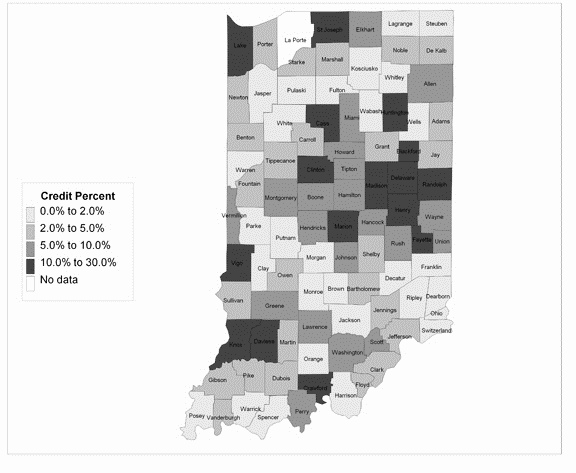 Lake
Porter
La Porte
St Joseph
Elkhart
Lagrange
Steuben
Noble
De Kalb
Starke
Marshall
Kosciusko
Whitley
Allen
Newton
Jasper
Pulaski
Fulton
Wabash
Huntington
Wells
Adams
White
Cass
Miami
Benton
Carroll
Grant
Blackford
Jay
Howard
Warren
Tippecanoe
Clinton
Tipton
Madison
Delaware
Randolph
Fountain
Montgomery
Boone
Hamilton
Henry
Wayne
Vermillion
Parke
Putnam
Hendricks
Marion
Hancock
Rush
Fayette
Union
Vigo
Clay
Owen
Morgan
Johnson
Shelby
Franklin
Decatur
Sullivan
Greene
Monroe
Brown
Bartholomew
Ripley
Dearborn
Ohio
Jennings
Jackson
Switzerland
Jefferson
Knox
Daviess
Martin
Lawrence
Orange
Washington
Scott
Clark
Gibson
Pike
Dubois
Crawford
Floyd
Harrison
Posey
Vanderburgh
Warrick
Spencer
Perry
Credit Percent
0.0% to 2.0%
2.0% to 5.0%
5.0% to 10.0%
10.0% to 30.0%
No data